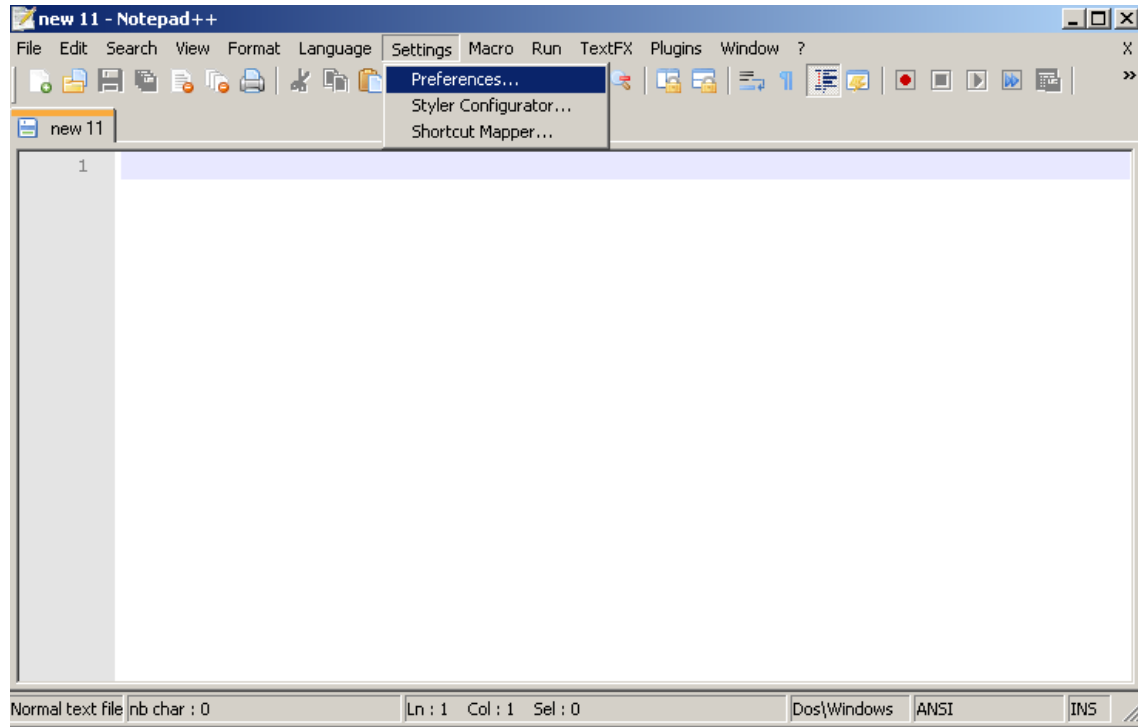 new 11 - Notepad++
File Edit Search View Format Language Settings Macro Run TextFX Plugins Window ? X
Preferences...
Styler Configurator...
Shortcut Mapper...
new 11
1
Normal text file nb char : 0 Ln : 1 Col : 1 Sel : 0 Dos\Windows ANSI INS